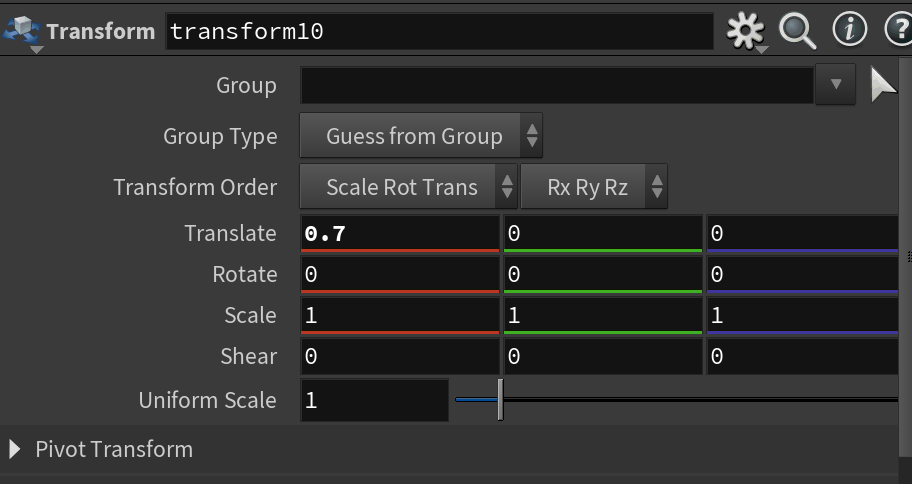 Transform transform10
Group
Group Type Guess from Group
Transform Order Scale Rot Trans Rx Ry Rz
Translate 0.7 0 0
Rotate 0 0 0
Scale 1 1 1
Shear 0 0 0
Uniform Scale 1
Pivot Transform